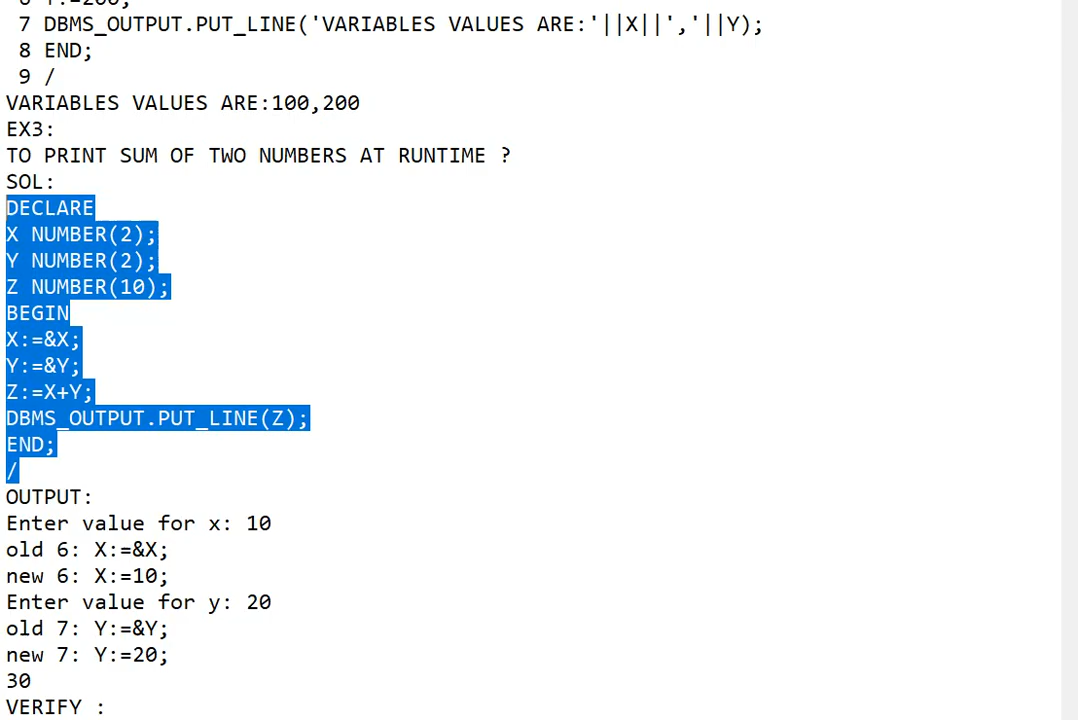 7 DBMS_OUTPUT.PUT_LINE('VARIABLES VALUES ARE:'||X||','||Y);
8 END;
9 /
VARIABLES VALUES ARE:100,200
EX3:
TO PRINT SUM OF TWO NUMBERS AT RUNTIME ?
SOL:
DECLARE
X NUMBER(2);
Y NUMBER(2);
Z NUMBER(10);
BEGIN
X:=&X;
Y:=&Y;
Z:=X+Y;
DBMS_OUTPUT.PUT_LINE(Z);
END;
/
OUTPUT:
Enter value for x: 10
old 6: X:=&X;
new 6: X:=10;
Enter value for y: 20
old 7: Y:=&Y;
new 7: Y:=20;
30
VERIFY :